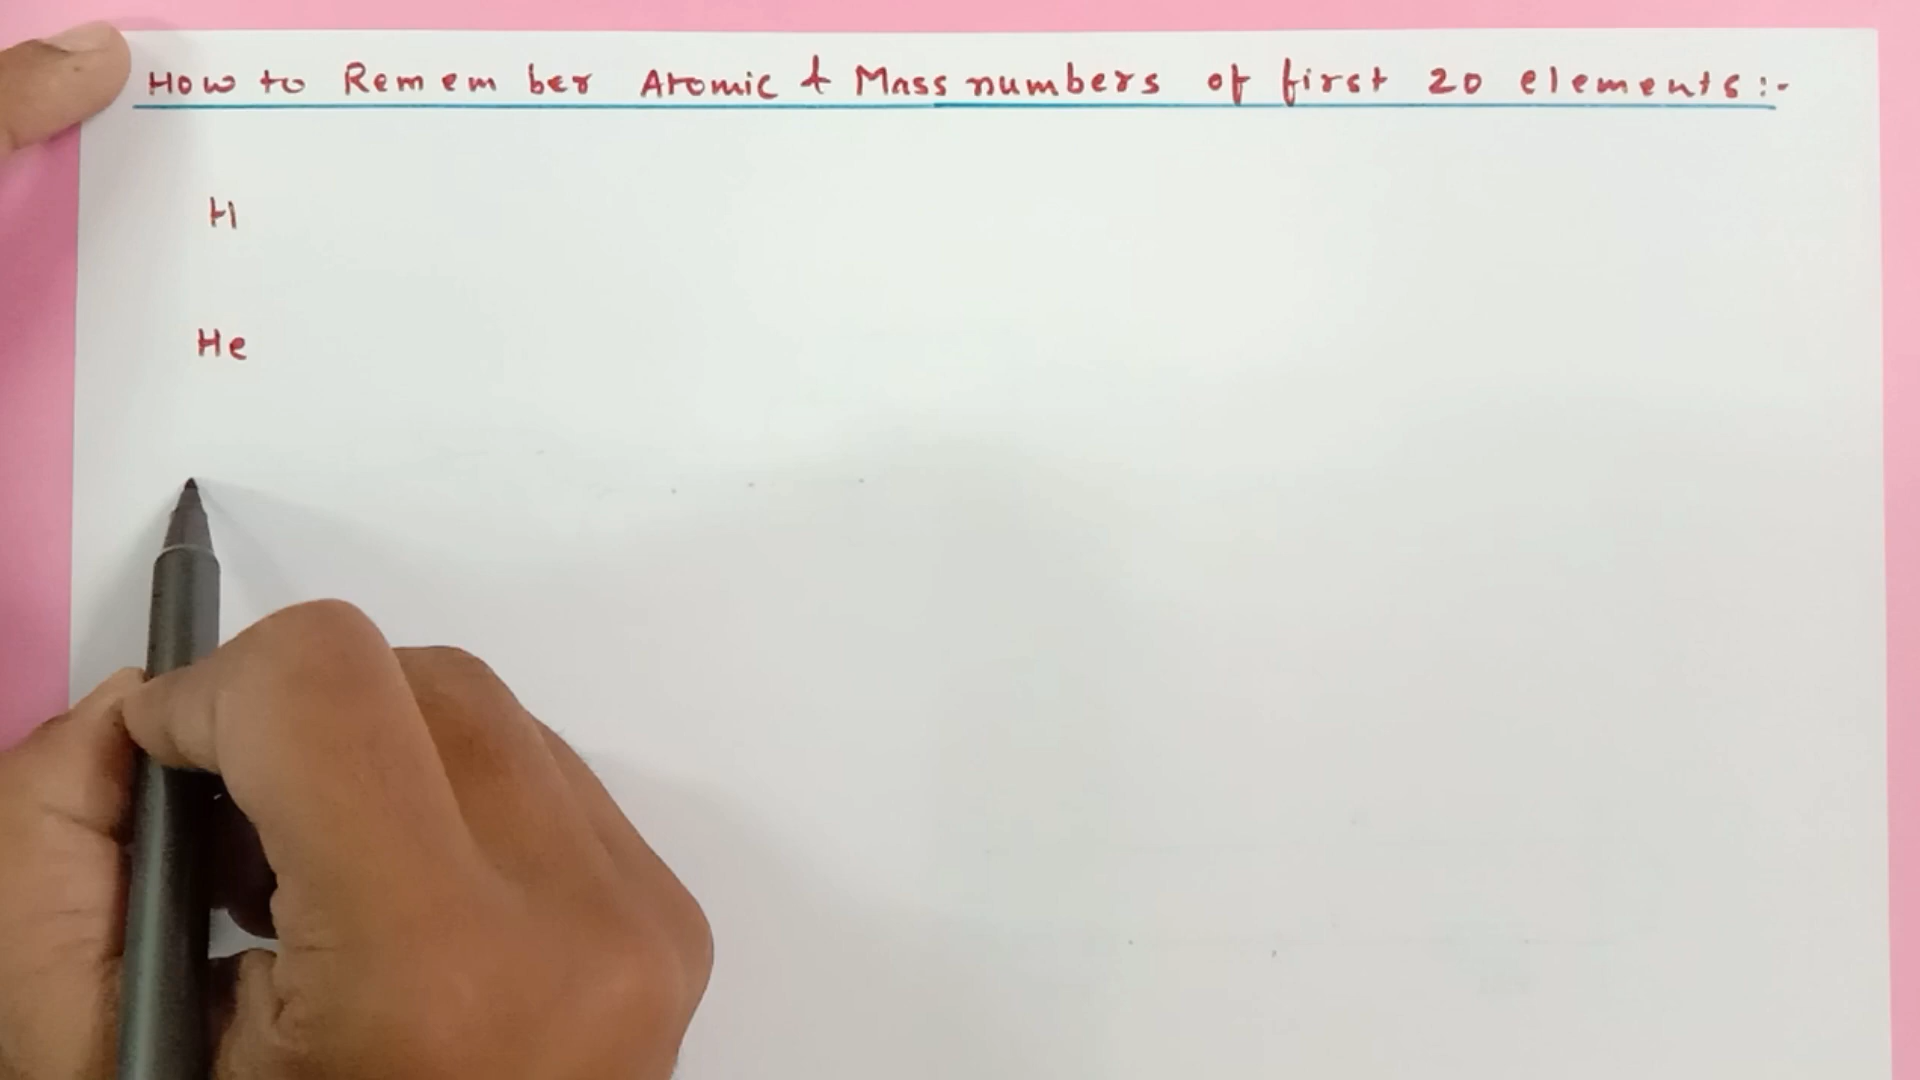 How to Remember Atomic & Mass numbers of first 20 elements:-
H
He